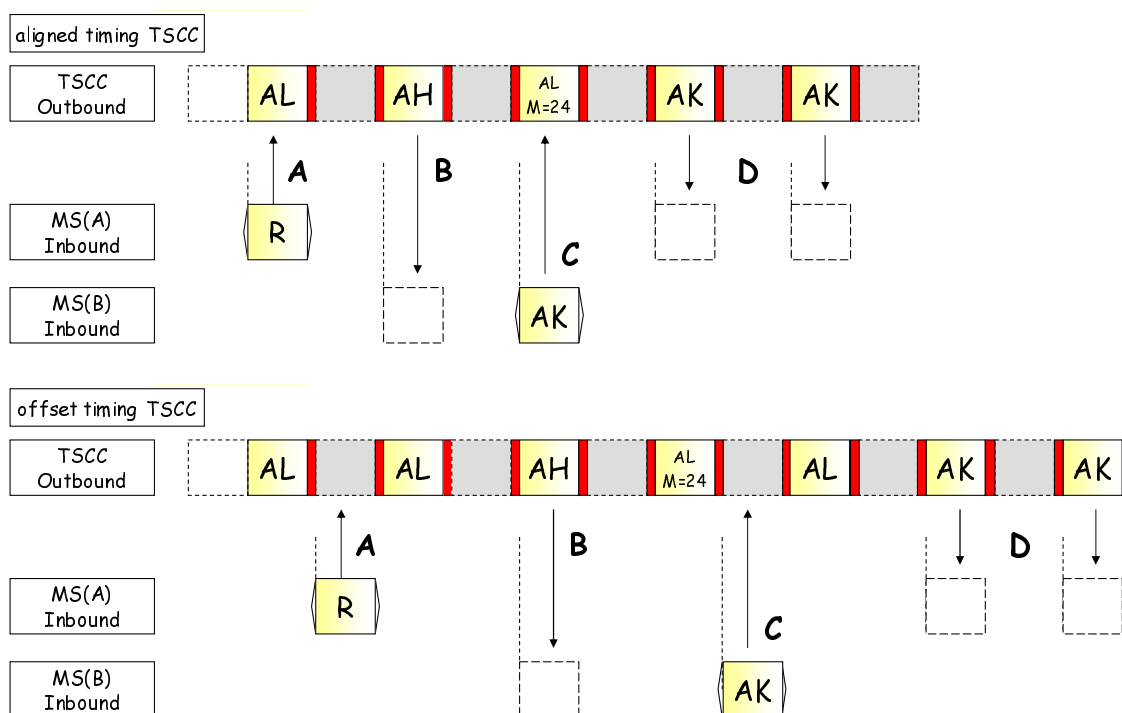 aligned timing TSCC
TSCC
Outbound
AL
AH
AL
M=24
AK
AK
A
B
D
MS(A)
Inbound
R
C
MS(B)
Inbound
AK
offset timing TSCC
TSCC
Outbound
AL
AL
AH
AL
M=24
AL
AK
AK
A
B
D
MS(A)
Inbound
R
C
MS(B)
Inbound
AK